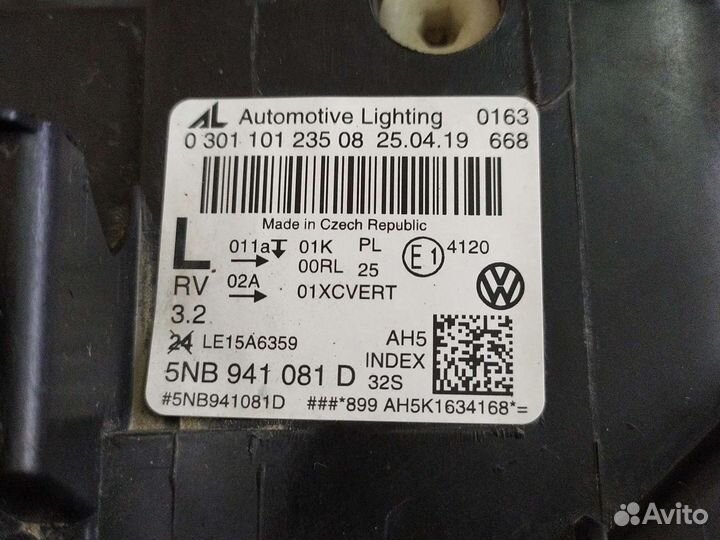 AL Automotive Lighting 0163
0 301 101 235 08 25.04.19 668
Made in Czech Republic
L 011a 01K PL E1 4120
00RL 25
RV 02A 01XCVERT
3.2
24 LE15A6359 AH5
5NB 941 081 D INDEX
32S
#5NB941081D ###*899 AH5K1634168*=
VW
Avito